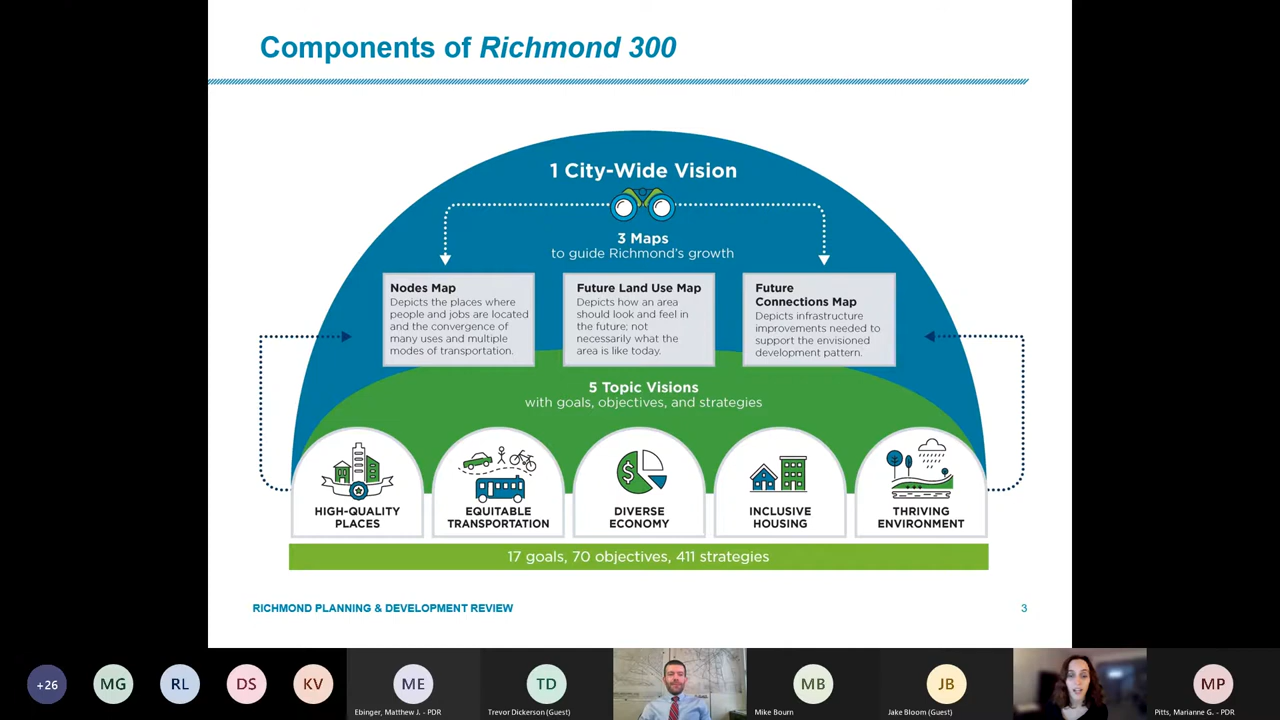 Components of Richmond 300
1 City-Wide Vision
3 Maps
to guide Richmond's growth
Nodes Map
Depicts the places where
people and jobs are located
and the convergence of
many uses and multiple
modes of transportation.
Future Land Use Map
Depicts how an area
should look and feel in
the future; not
necessarily what the
area is like today.
Future
Connections Map
Depicts infrastructure
improvements needed to
support the envisioned
development pattern.
5 Topic Visions
with goals, objectives, and strategies
$
HIGH-QUALITY
PLACES
EQUITABLE
TRANSPORTATION
DIVERSE
ECONOMY
INCLUSIVE
HOUSING
THRIVING
ENVIRONMENT
17 goals, 70 objectives, 411 strategies
RICHMOND PLANNING & DEVELOPMENT REVIEW
3
+26
MG
RL
DS
KV
ME
Ebinger, Matthew J. - PDR
TD
Trevor Dickerson (Guest)
MB
Mike Bourn
JB
Jake Bloom (Guest)
MP
Pitts, Marianne G. - PDR